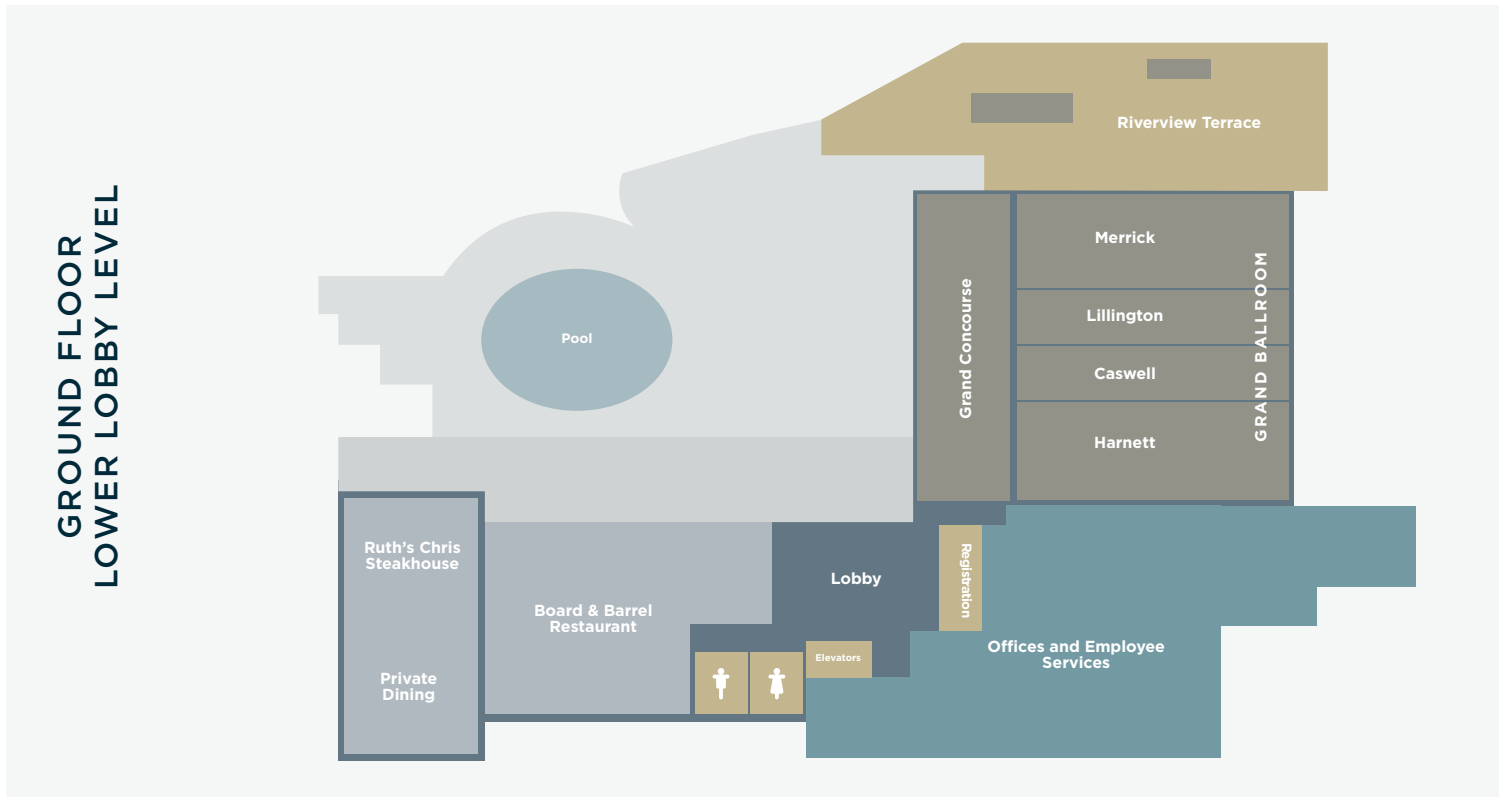 GROUND FLOOR
LOWER LOBBY LEVEL
Riverview Terrace
Merrick
Lillington
Caswell
Harnett
GRAND BALLROOM
Grand Concourse
Pool
Ruth’s Chris
Steakhouse
Private
Dining
Board & Barrel
Restaurant
Lobby
Registration
Elevators
Offices and Employee
Services